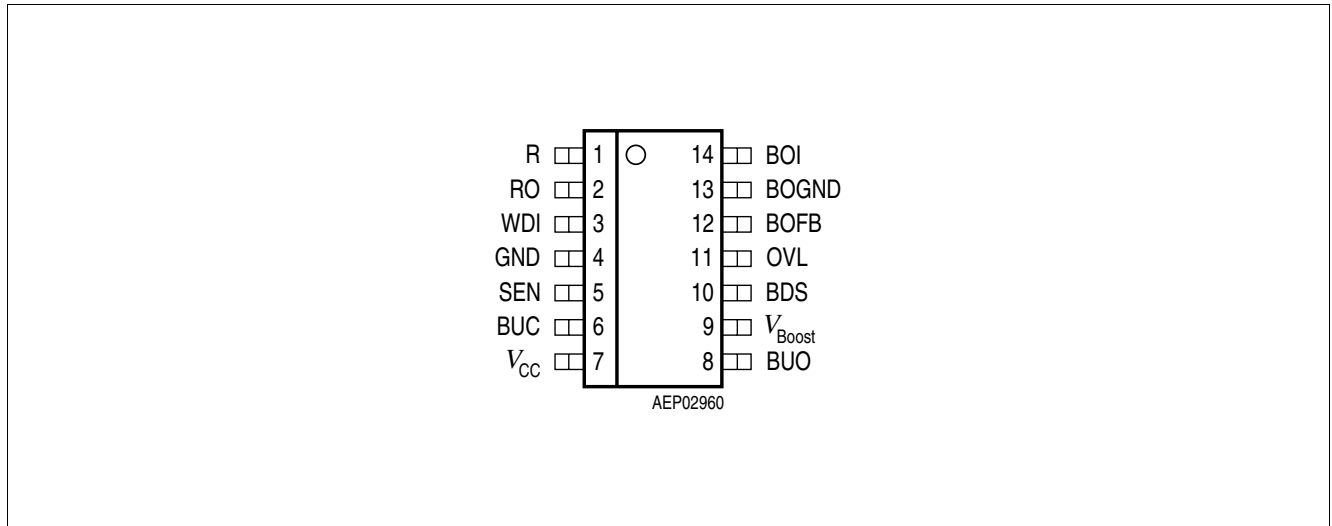 R 1 14 BOI
RO 2 13 BOGND
WDI 3 12 BOFB
GND 4 11 OVL
SEN 5 10 BDS
BUC 6 9 VBoost
VCC 7 8 BUO
AEP02960